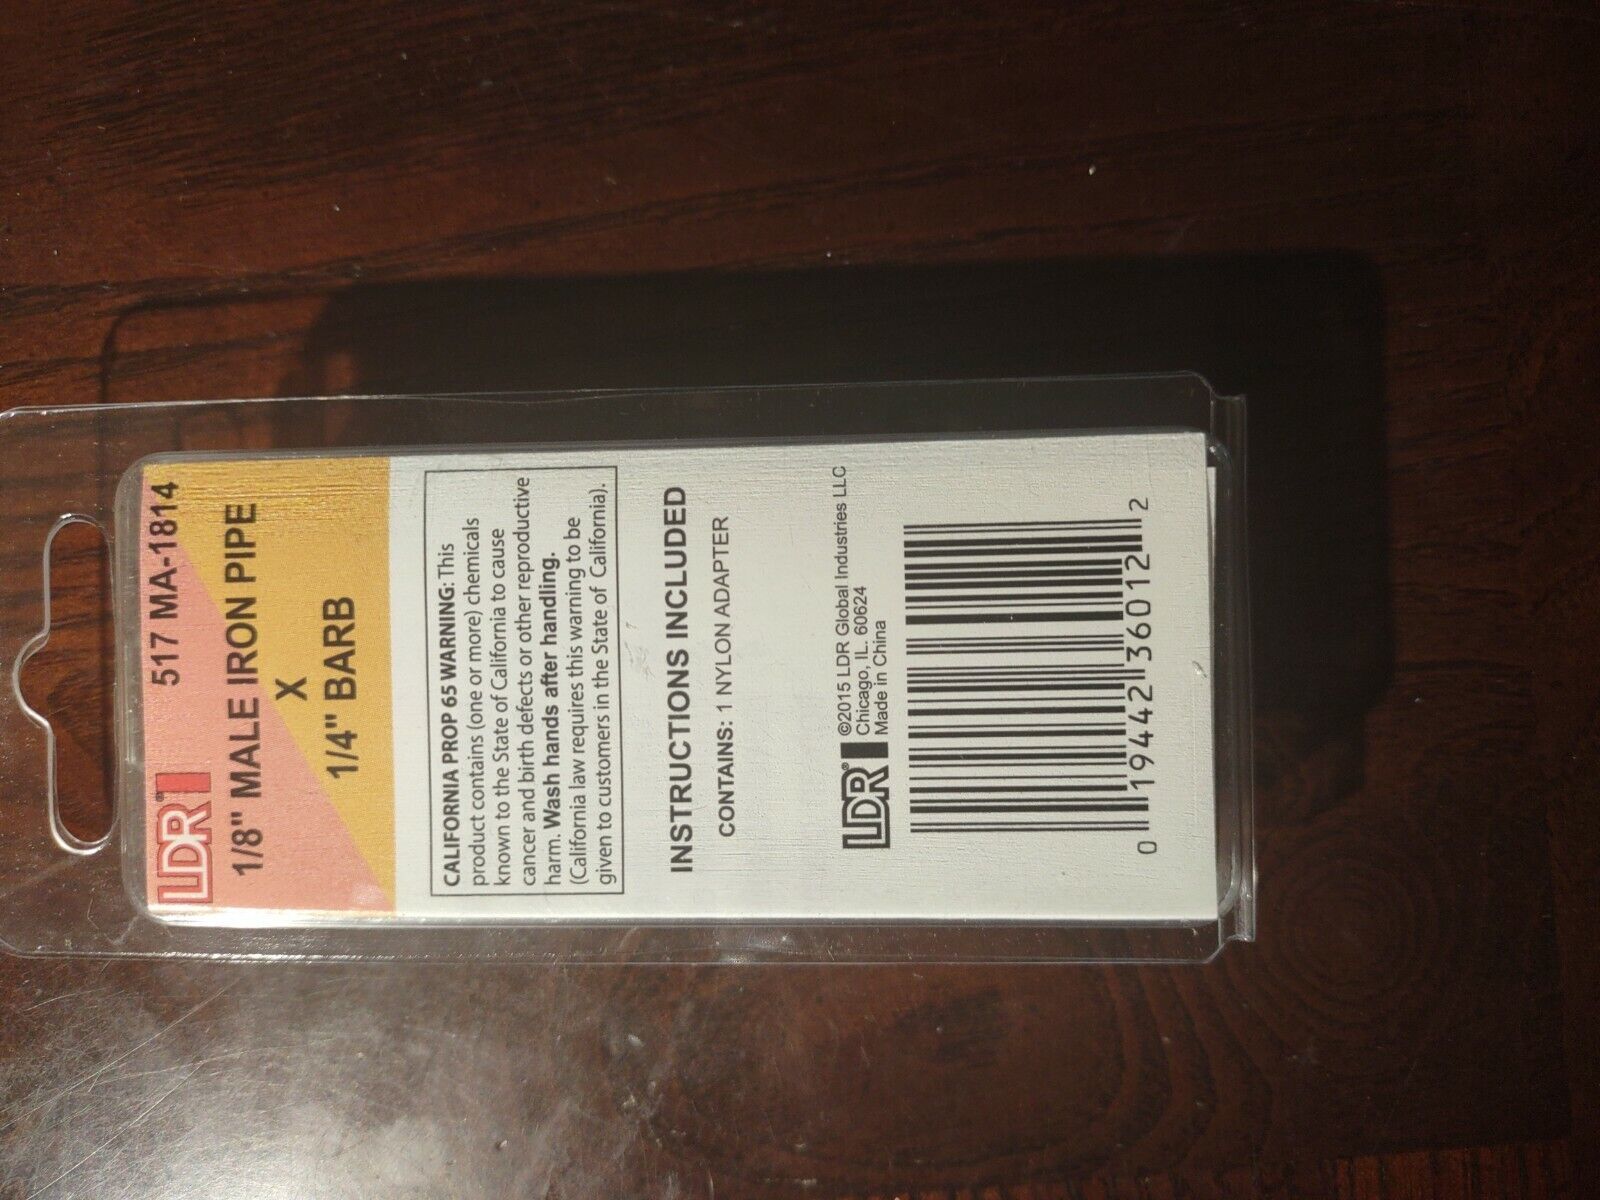 LDR® 517 MA-1814
1/8" MALE IRON PIPE
X
1/4" BARB
CALIFORNIA PROP 65 WARNING: This
product contains (one or more) chemicals
known to the State of California to cause
cancer and birth defects or other reproductive
harm. Wash hands after handling.
(California law requires this warning to be
given to customers in the State of California).
INSTRUCTIONS INCLUDED
CONTAINS: 1 NYLON ADAPTER
LDR® ©2015 LDR Global Industries LLC
Chicago, IL. 60624
Made in China
0 19442 36012 2